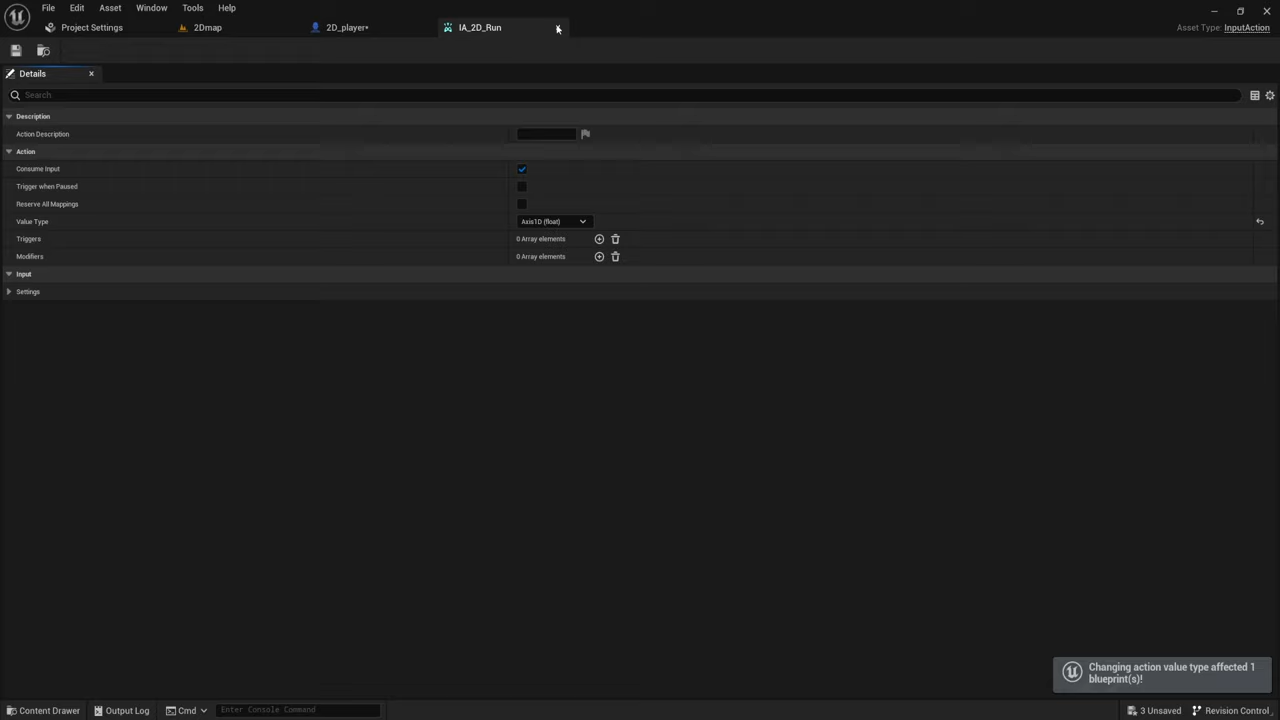 File Edit Asset Window Tools Help
Project Settings 2Dmap 2D_player* IA_2D_Run Asset Type: InputAction
Details
Search
Description
Action Description
Action
Consume Input
Trigger when Paused
Reserve All Mappings
Value Type Axis1D (float)
Triggers 0 Array elements
Modifiers 0 Array elements
Input
Settings
Changing action value type affected 1
blueprint(s)!
Content Drawer Output Log Cmd Enter Console Command 3 Unsaved Revision Control